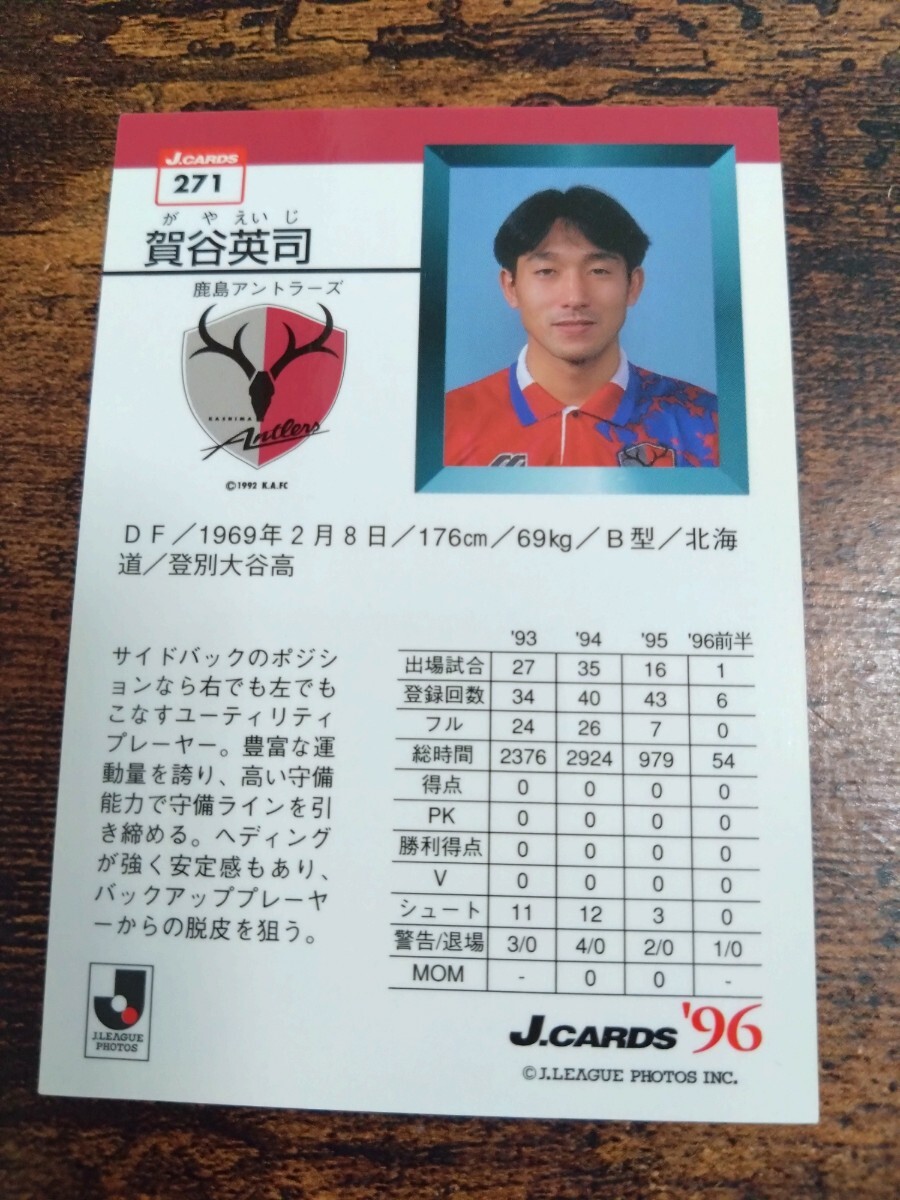 J.CARDS
271
がやえいじ
賀谷英司
鹿島アントラーズ
KASHIMA
Antlers
©1992 K.A.FC
DF／1969年2月8日／176cm／69kg／B型／北海
道／登別大谷高
サイドバックのポジシ
ョンなら右でも左でも
こなすユーティリティ
プレーヤー。豊富な運
動量を誇り、高い守備
能力で守備ラインを引
き締める。ヘディング
が強く安定感もあり、
バックアッププレーヤ
ーからの脱皮を狙う。
'93 '94 '95 '96前半
出場試合 27 35 16 1
登録回数 34 40 43 6
フル 24 26 7 0
総時間 2376 2924 979 54
得点 0 0 0 0
PK 0 0 0 0
勝利得点 0 0 0 0
V 0 0 0 0
シュート 11 12 3 0
警告/退場 3/0 4/0 2/0 1/0
MOM - 0 0 -
J.LEAGUE
PHOTOS
J.CARDS '96
©J.LEAGUE PHOTOS INC.